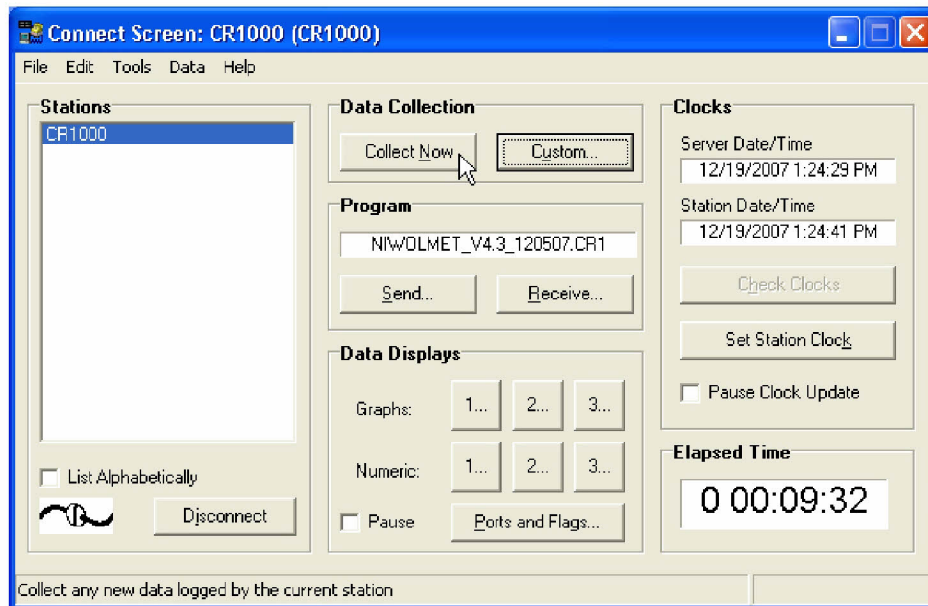 Connect Screen: CR1000 (CR1000)
File Edit Tools Data Help
Stations
CR1000
List Alphabetically
Disconnect
Data Collection
Collect Now
Custom...
Program
NIWOLMET_V4.3_120507.CR1
Send...
Receive...
Data Displays
Graphs: 1... 2... 3...
Numeric: 1... 2... 3...
Pause
Ports and Flags...
Clocks
Server Date/Time
12/19/2007 1:24:29 PM
Station Date/Time
12/19/2007 1:24:41 PM
Check Clocks
Set Station Clock
Pause Clock Update
Elapsed Time
0 00:09:32
Collect any new data logged by the current station